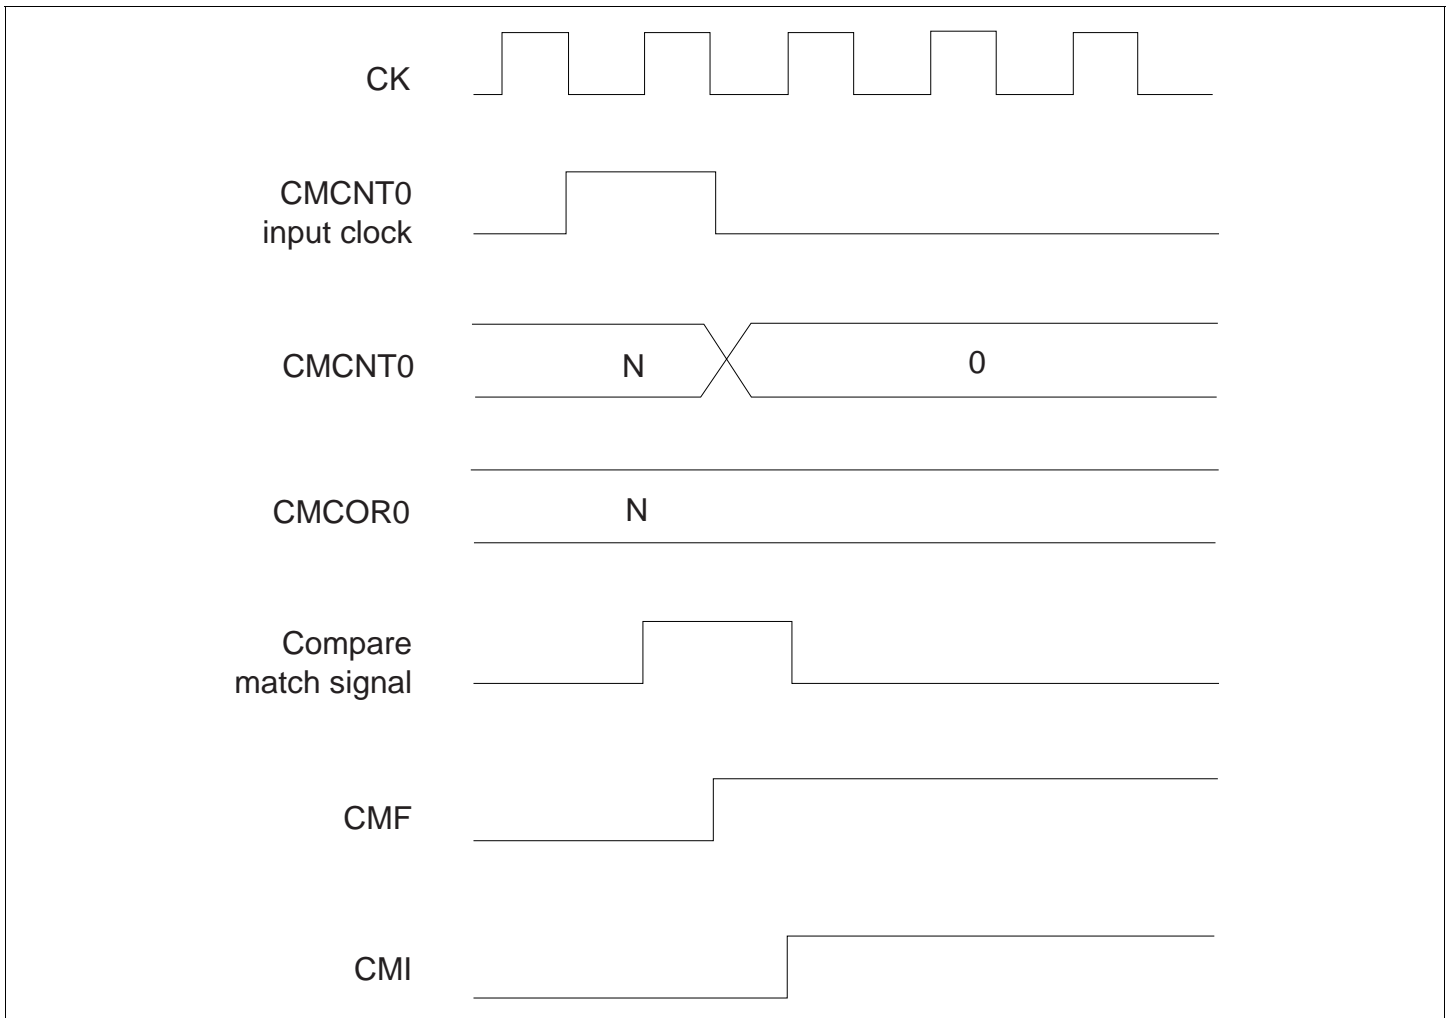 CK
CMCNT0
input clock
CMCNT0
N
0
CMCOR0
N
Compare
match signal
CMF
CMI